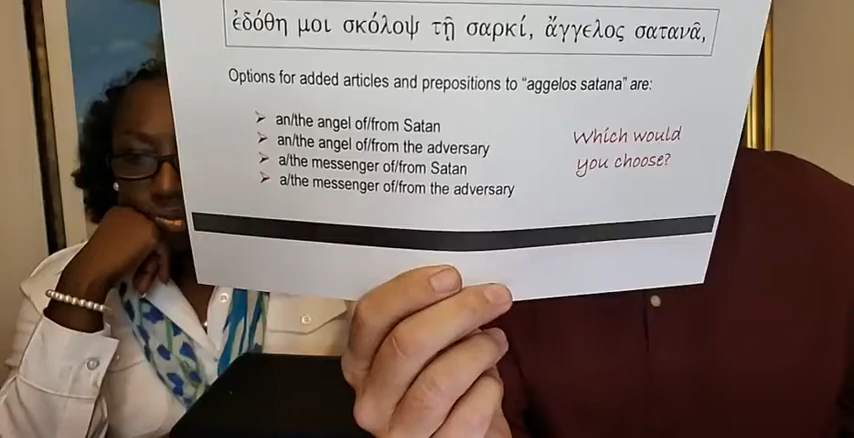 ἐδόθη μοι σκόλοψ τῇ σαρκί, ἄγγελος σατανᾶ,
Options for added articles and prepositions to “aggelos satana” are:
➢ an/the angel of/from Satan
➢ an/the angel of/from the adversary
➢ a/the messenger of/from Satan
➢ a/the messenger of/from the adversary
Which would
you choose?